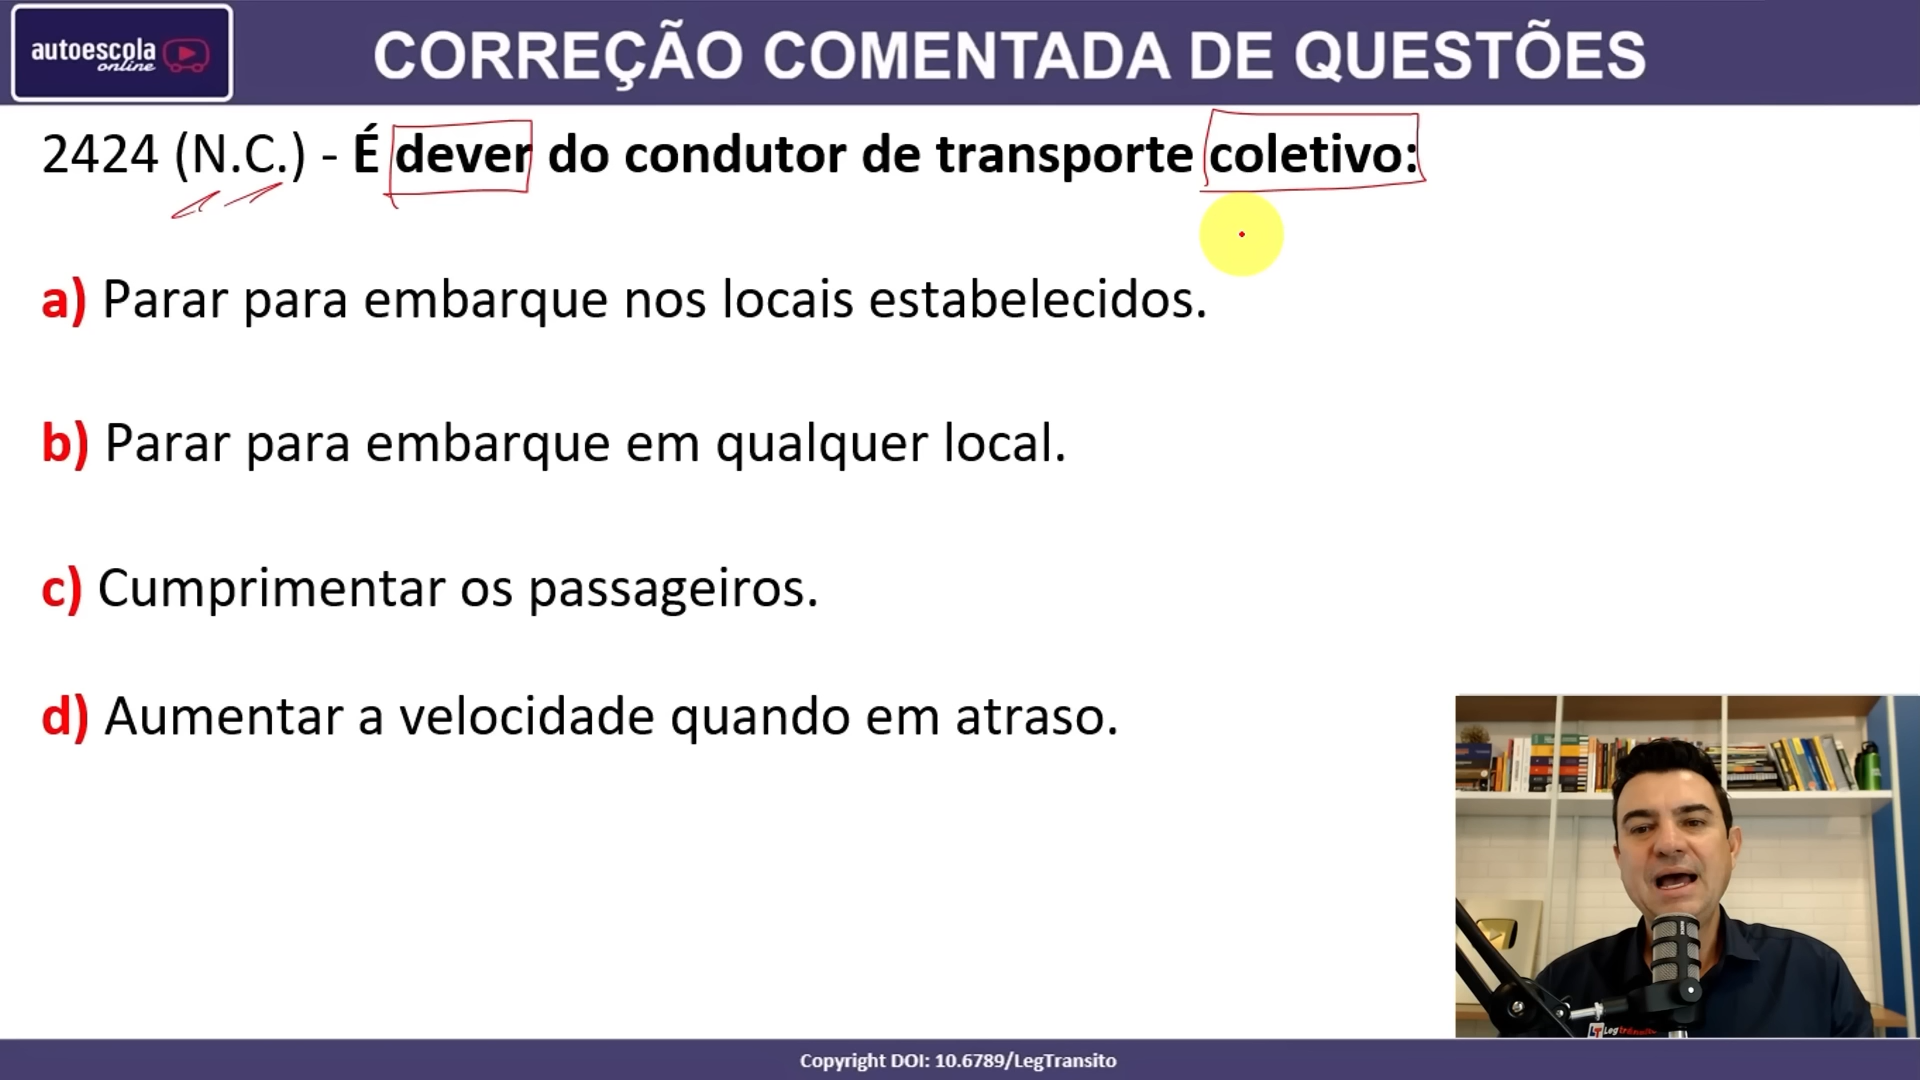 autoescola
online
CORREÇÃO COMENTADA DE QUESTÕES
2424 (N.C.) - É dever do condutor de transporte coletivo:
a) Parar para embarque nos locais estabelecidos.
b) Parar para embarque em qualquer local.
c) Cumprimentar os passageiros.
d) Aumentar a velocidade quando em atraso.
LegTrânsito
Copyright DOI: 10.6789/LegTransito